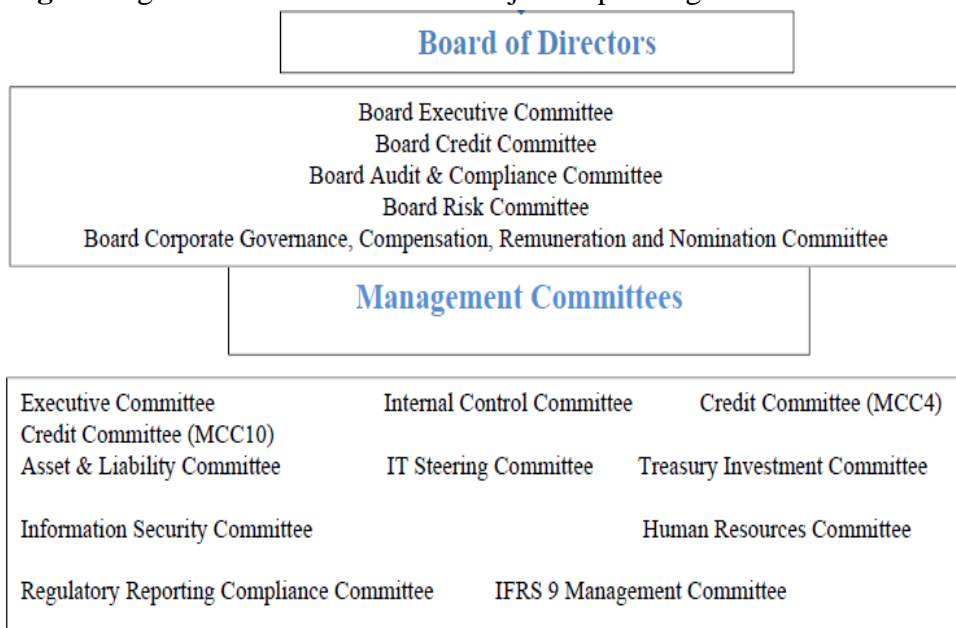 Board of Directors
Board Executive Committee
Board Credit Committee
Board Audit & Compliance Committee
Board Risk Committee
Board Corporate Governance, Compensation, Remuneration and Nomination Commiittee
Management Committees
Executive Committee Internal Control Committee Credit Committee (MCC4)
Credit Committee (MCC10)
Asset & Liability Committee IT Steering Committee Treasury Investment Committee
Information Security Committee Human Resources Committee
Regulatory Reporting Compliance Committee IFRS 9 Management Committee